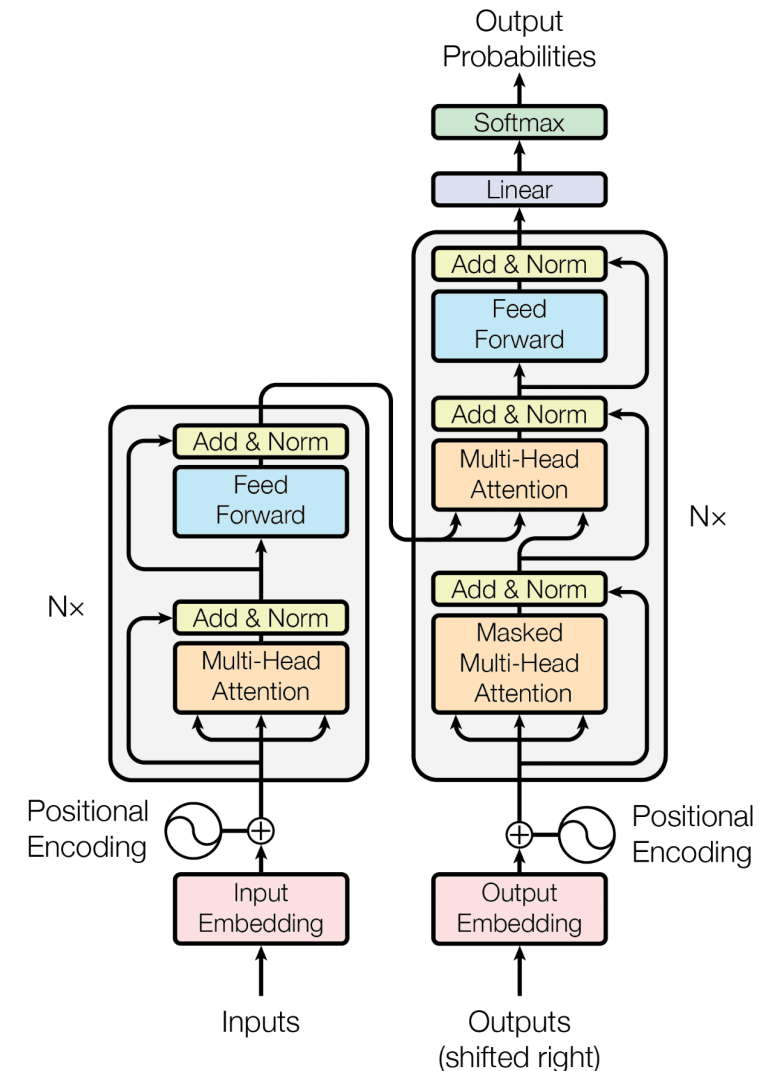 Output
Probabilities
Softmax
Linear
Add & Norm
Feed
Forward
Add & Norm
Multi-Head
Attention
Add & Norm
Masked
Multi-Head
Attention
N×
Add & Norm
Feed
Forward
Add & Norm
Multi-Head
Attention
N×
Positional
Encoding
Positional
Encoding
Input
Embedding
Output
Embedding
Inputs
Outputs
(shifted right)